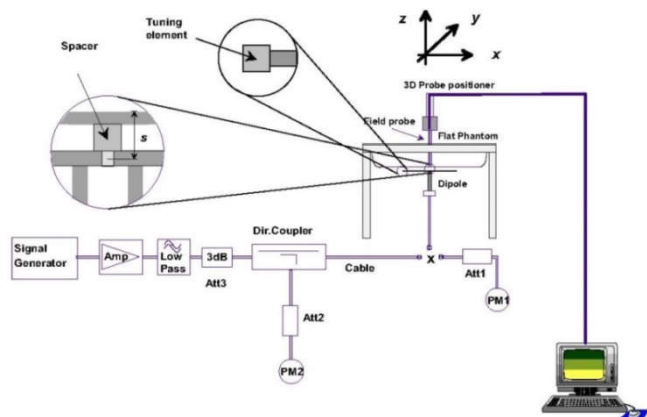 Tuning
element
Spacer
s
z
y
x
3D Probe positioner
Field probe
Flat Phantom
Dipole
Signal
Generator
Amp
Low
Pass
3dB
Att3
Dir.Coupler
Cable
x
Att1
PM1
Att2
PM2